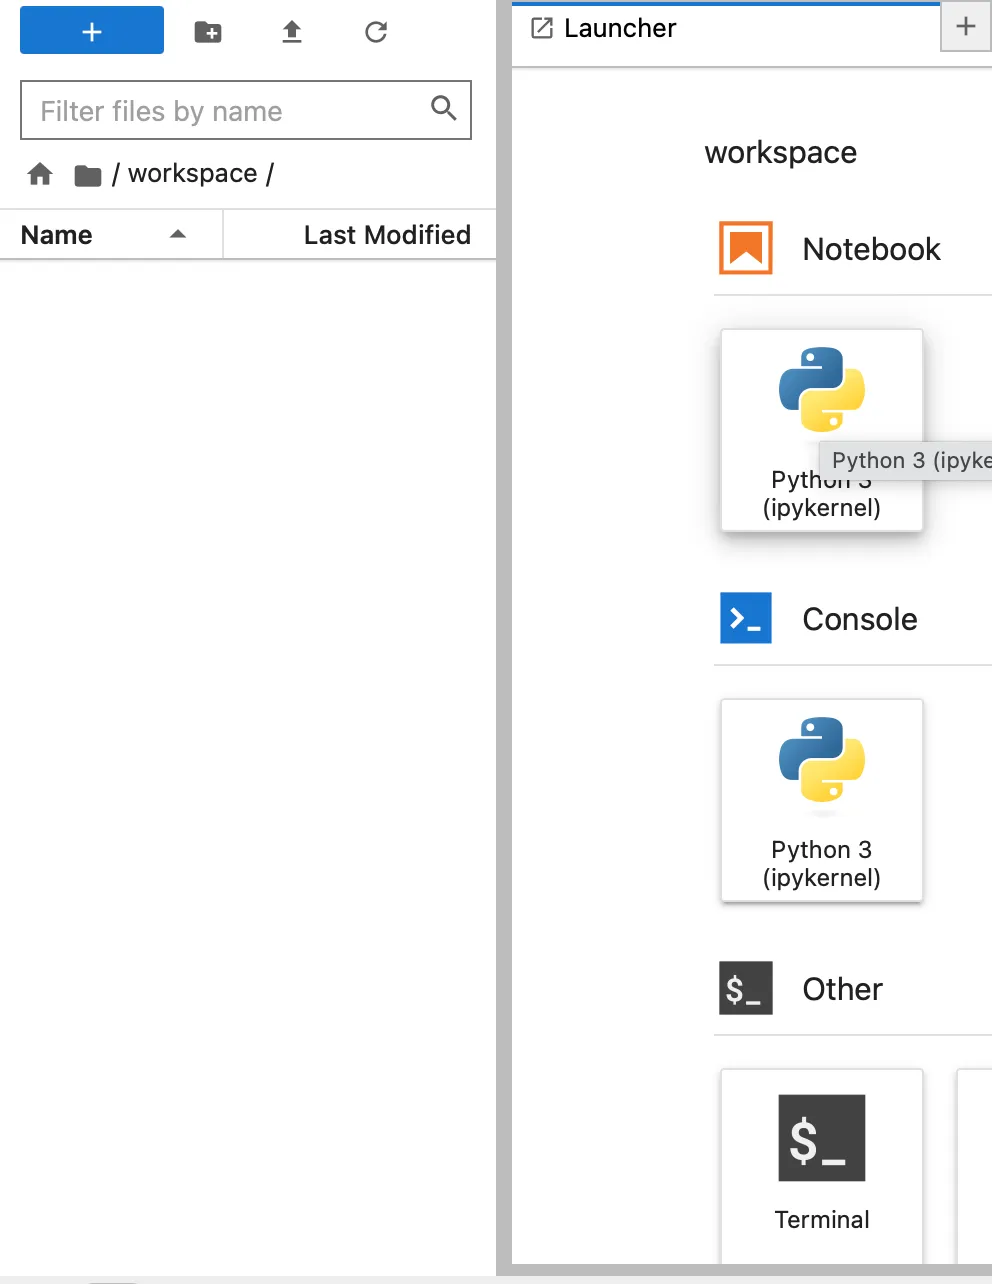 Launcher
Filter files by name
/ workspace /
Name
Last Modified
workspace
Notebook
Python 3
(ipykernel)
Python 3 (ipyke
Console
Python 3
(ipykernel)
$_
Other
$_
Terminal